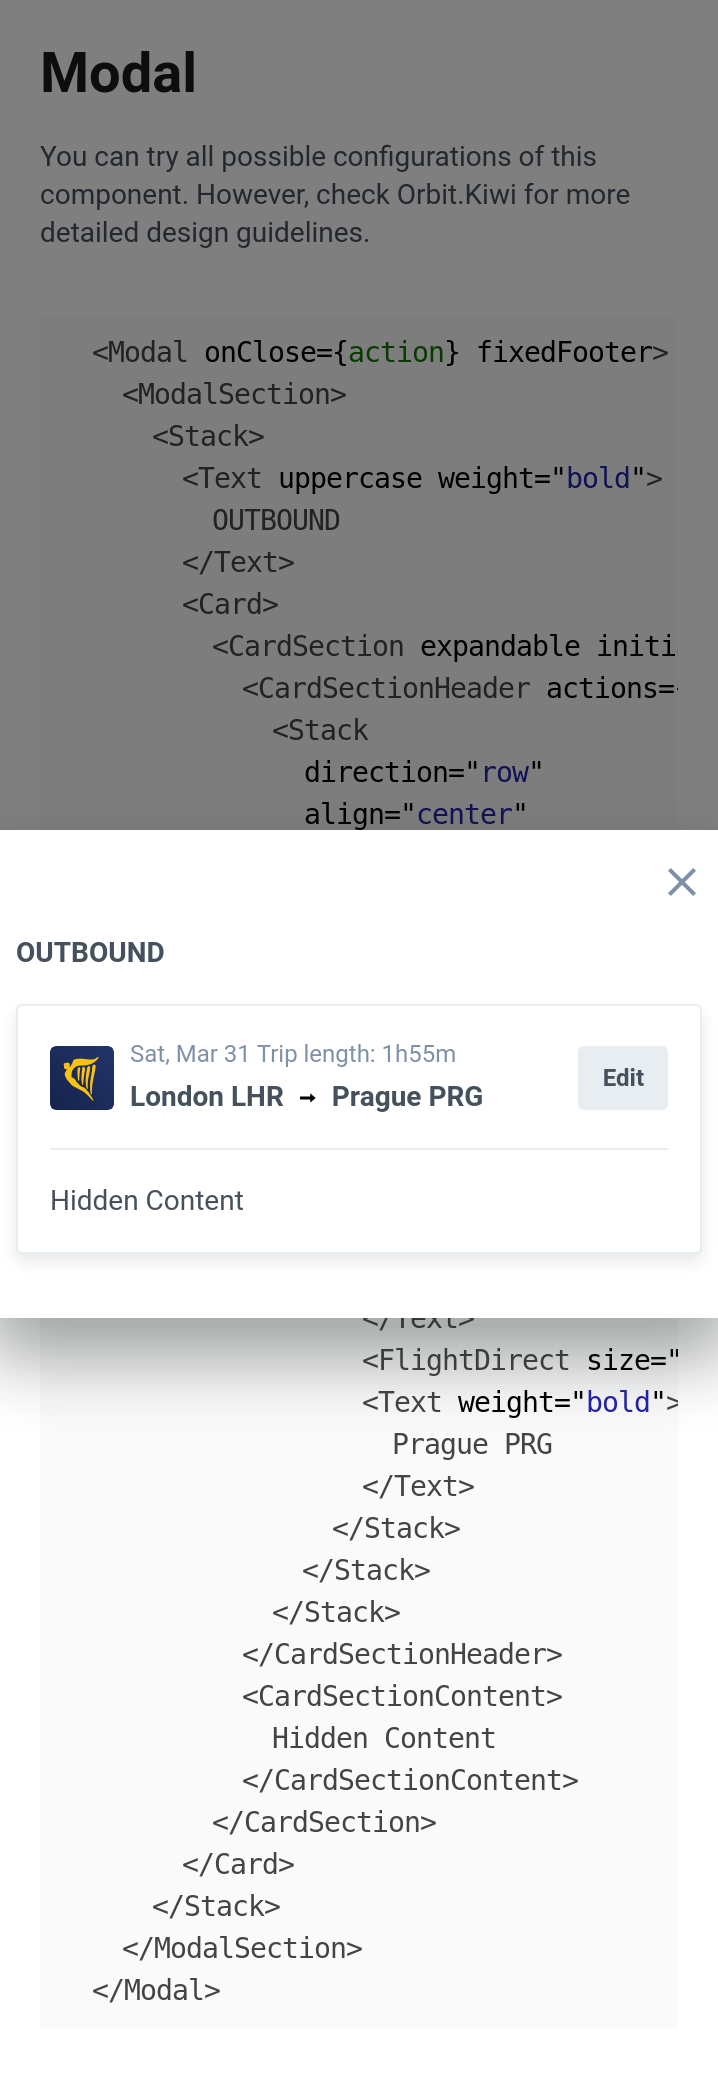 Modal
You can try all possible configurations of this
component. However, check Orbit.Kiwi for more
detailed design guidelines.
<Modal onClose={action} fixedFooter>
<ModalSection>
<Stack>
<Text uppercase weight="bold">
OUTBOUND
</Text>
<Card>
<CardSection expandable initi
<CardSectionHeader actions=
<Stack
direction="row"
align="center"
OUTBOUND
Sat, Mar 31 Trip length: 1h55m
London LHR → Prague PRG
Edit
Hidden Content
</Text>
<FlightDirect size="
<Text weight="bold">
Prague PRG
</Text>
</Stack>
</Stack>
</Stack>
</CardSectionHeader>
<CardSectionContent>
Hidden Content
</CardSectionContent>
</CardSection>
</Card>
</Stack>
</ModalSection>
</Modal>